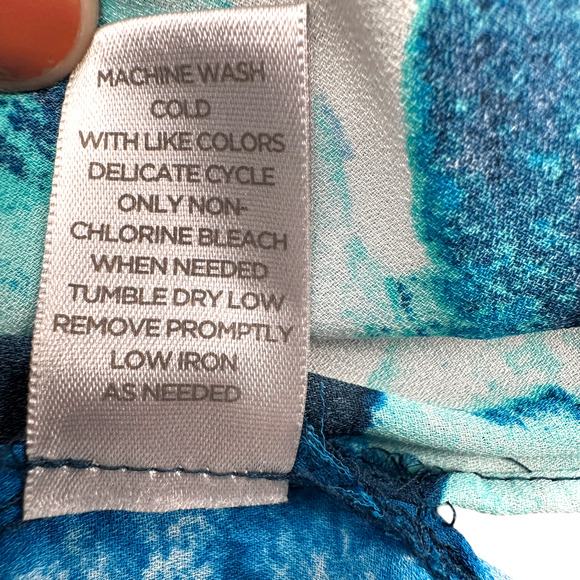 MACHINE WASH
COLD
WITH LIKE COLORS
DELICATE CYCLE
ONLY NON-
CHLORINE BLEACH
WHEN NEEDED
TUMBLE DRY LOW
REMOVE PROMPTLY
LOW IRON
AS NEEDED